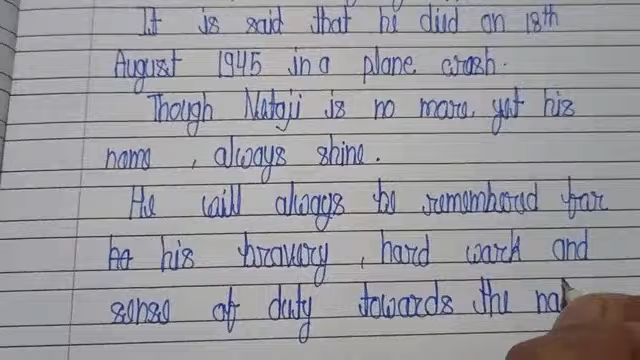 It is said that he died on 18th
August 1945 in a plane crash.
Though Netaji is no more, yet his
name, always shine.
He will always be remembered for
his bravery, hard work and
sense of duty towards the na